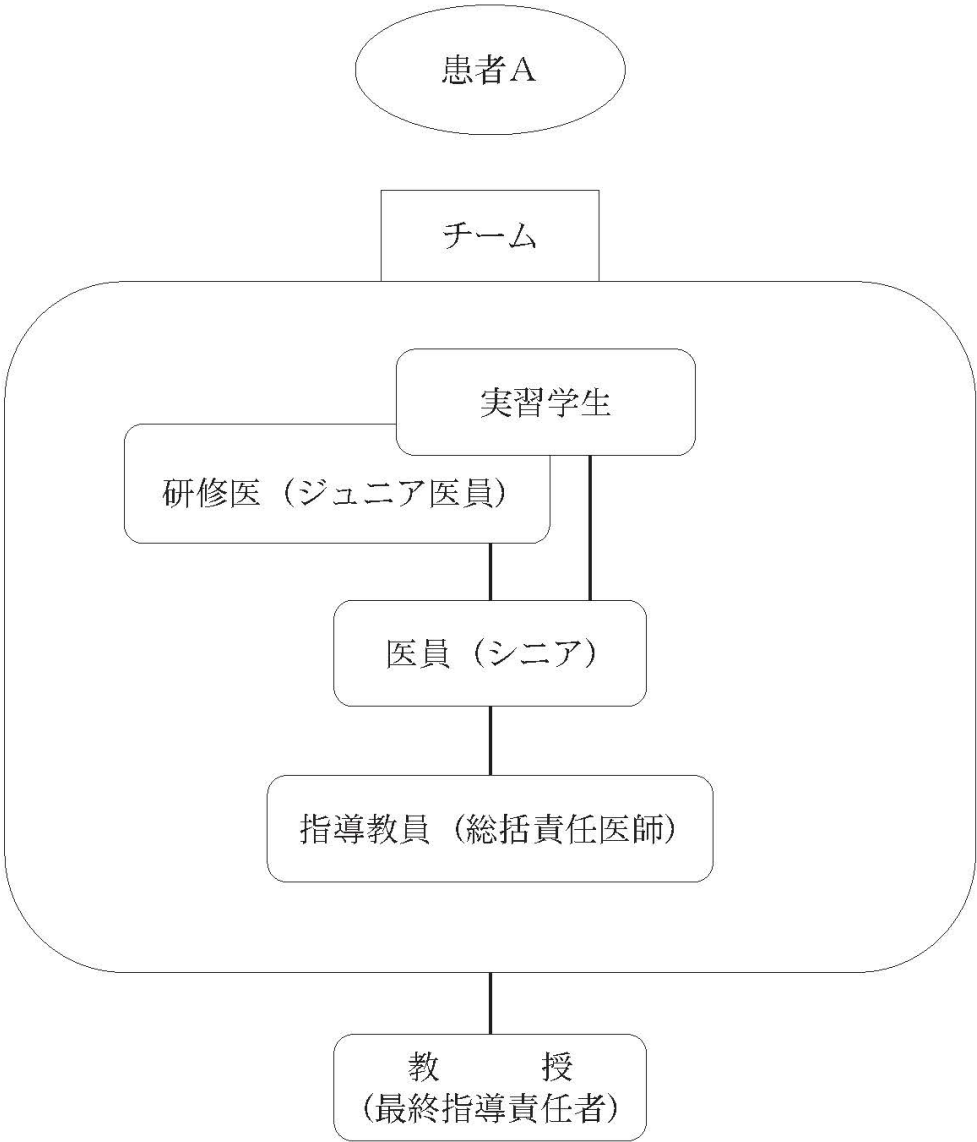 患者A
チーム
実習学生
研修医（ジュニア医員）
医員（シニア）
指導教員（総括責任医師）
教　授
（最終指導責任者）